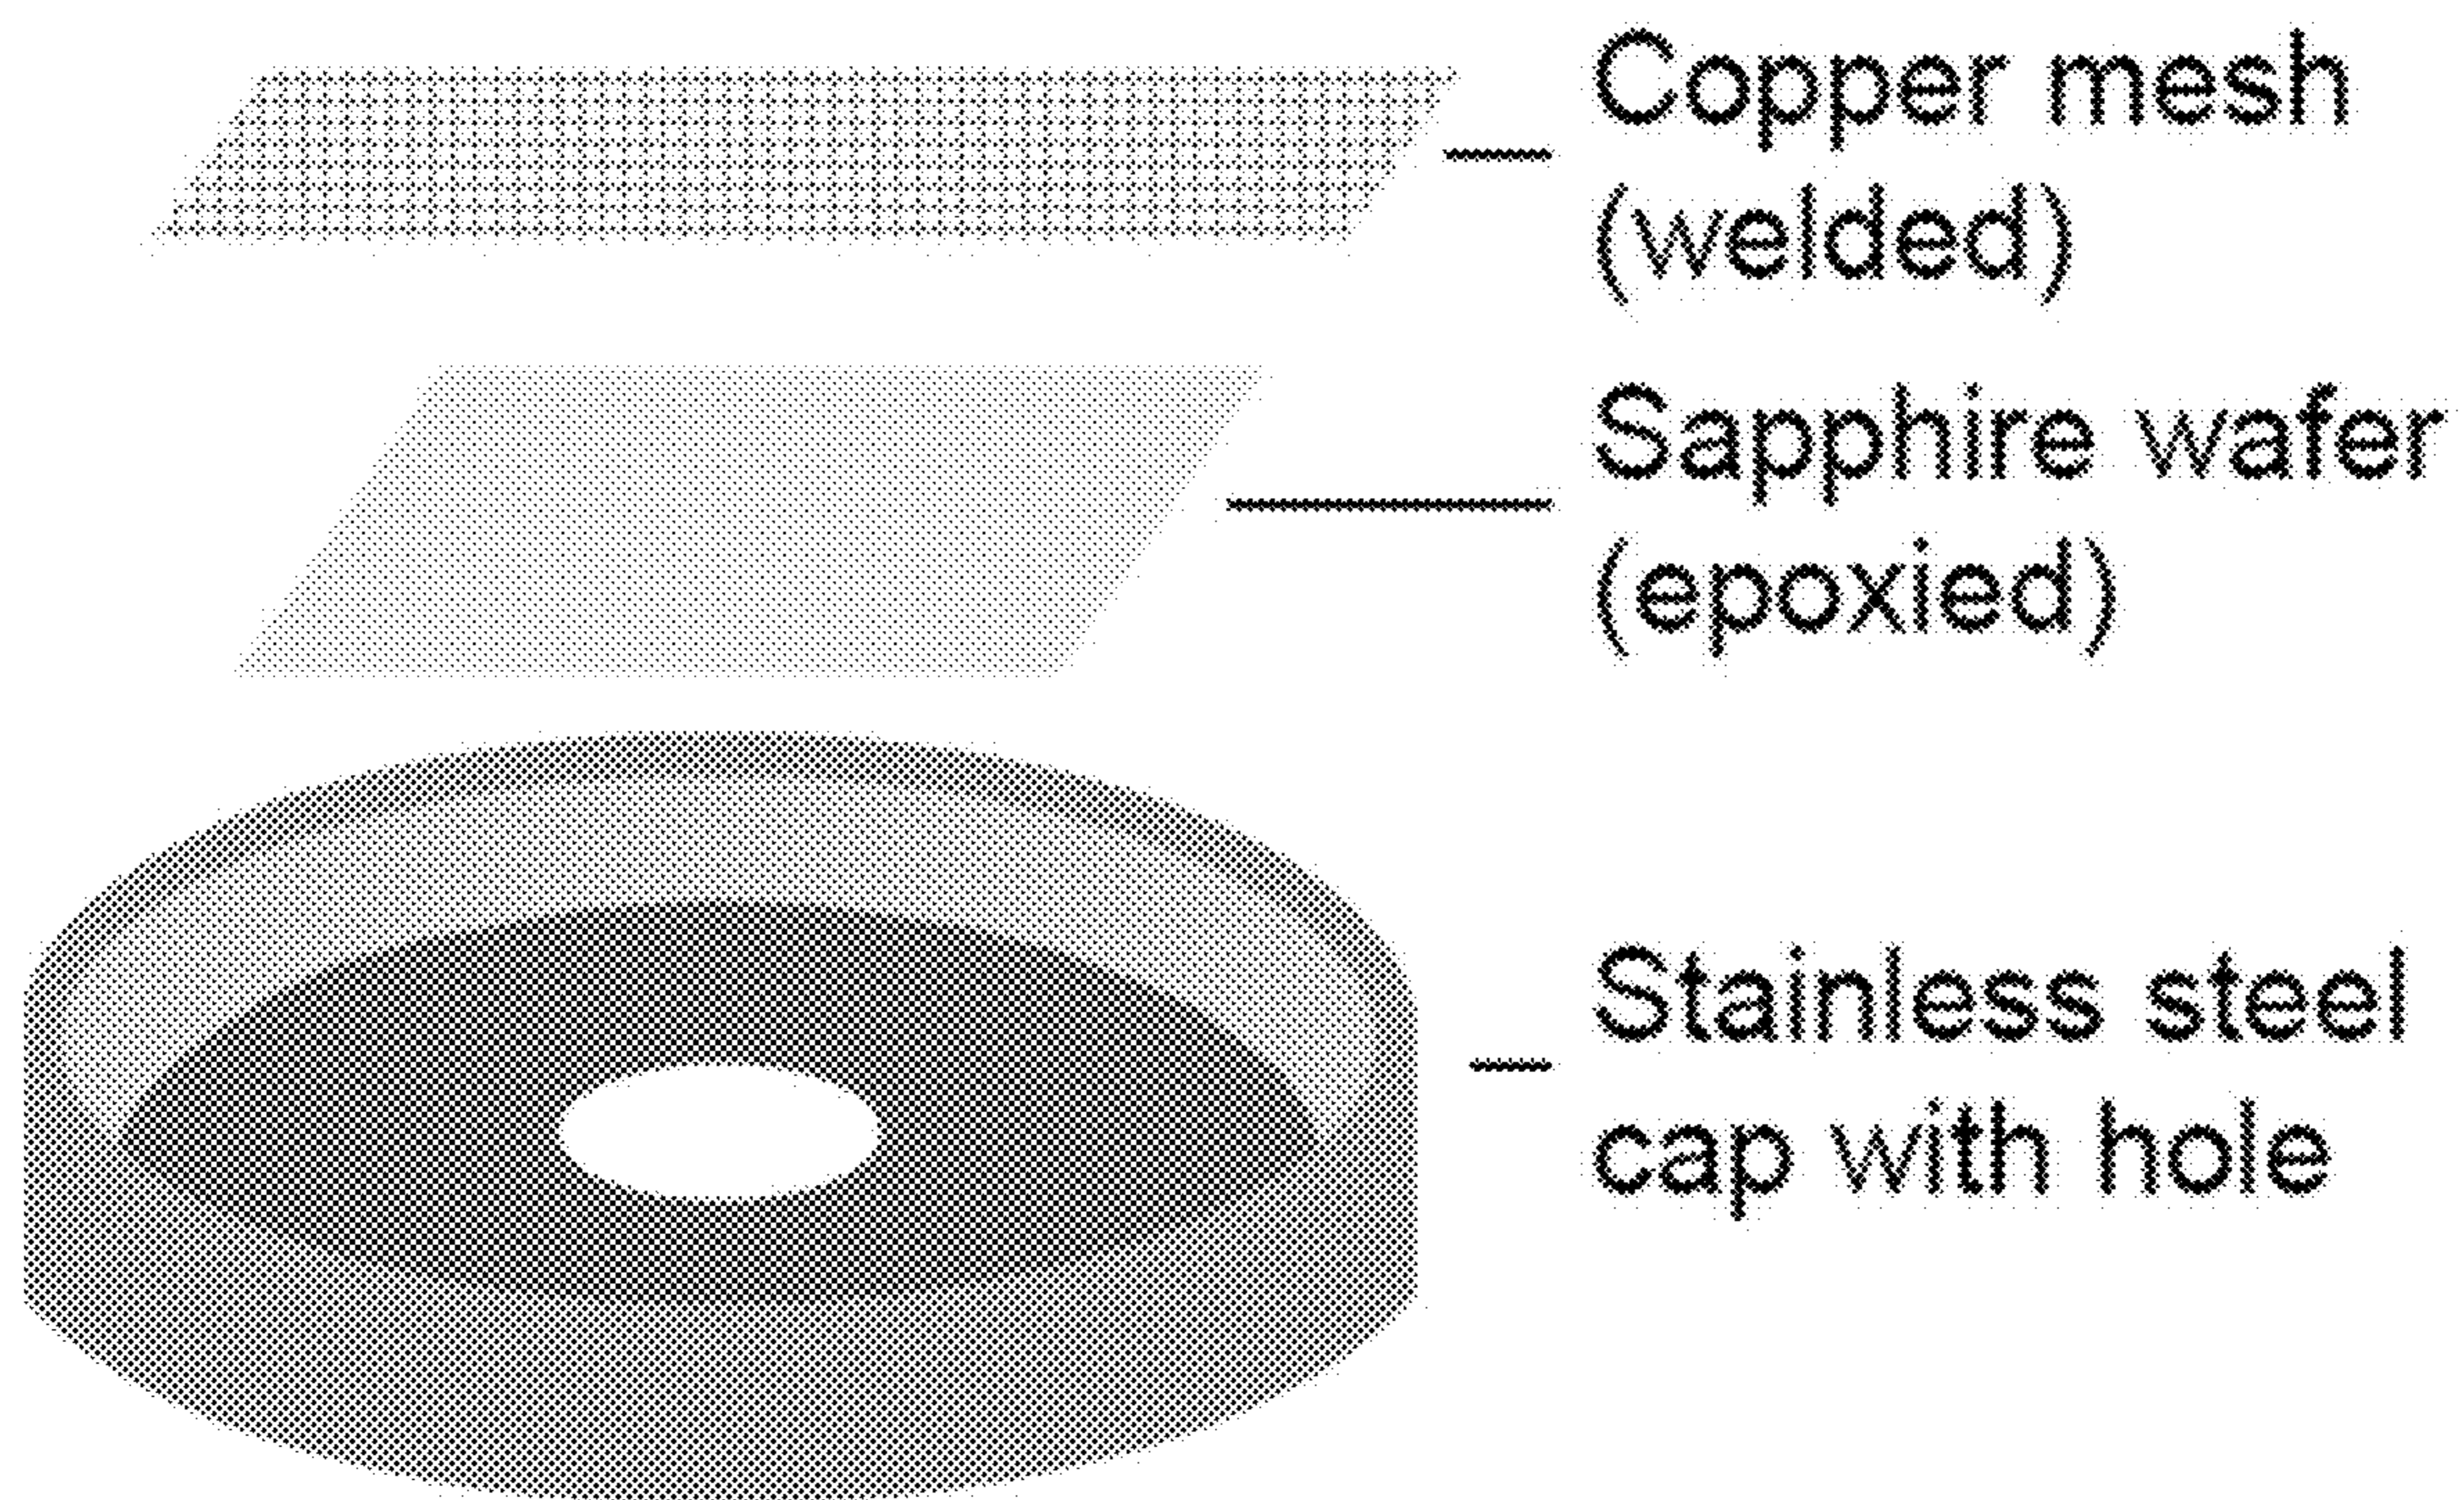 Copper mesh
(welded)
Sapphire wafer
(epoxied)
Stainless steel
cap with hole